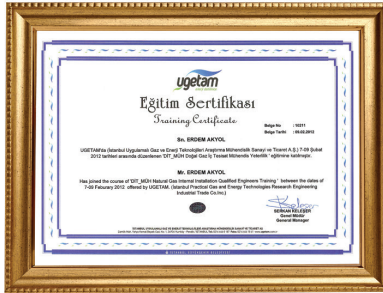 ugetam
Eğitim Sertifikası
Training Certificate
Belge No : 10311
Belge Tarihi : 09.02.2012
Sn. ERDEM AKYOL
UGETAM'da (İstanbul Uygulamalı Gaz ve Enerji Teknolojileri Araştırma Mühendislik Sanayi ve Ticaret A.Ş.) 7-09 Şubat
2012 tarihleri arasında düzenlenen "DİT_MÜH Doğal Gaz İç Tesisat Mühendis Yeterlilik " eğitimine katılmıştır.
Mr. ERDEM AKYOL
Has joined the course of "DIT_MÜH Natural Gas Internal Installation Qualified Engineers Training " between the dates of
7-09 Feburary 2012 offered by UGETAM. (Istanbul Practical Gas and Energy Technologies Research Engineering
Industrial Trade Co.Inc.)
SERKAN KELEŞER
Genel Müdür
General Manager